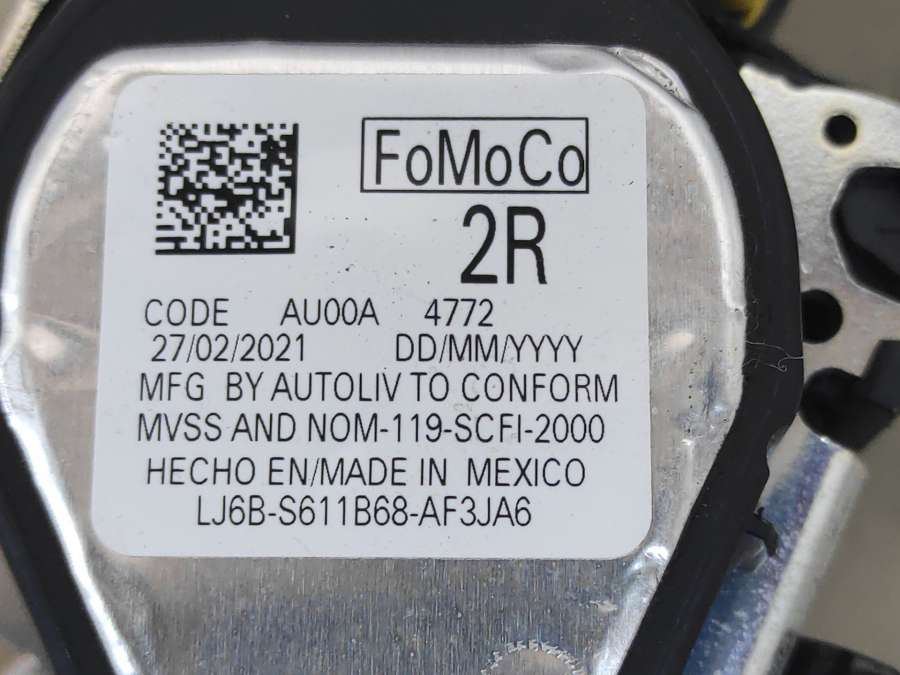 FoMoCo
2R
CODE AU00A 4772
27/02/2021 DD/MM/YYYY
MFG BY AUTOLIV TO CONFORM
MVSS AND NOM-119-SCFI-2000
HECHO EN/MADE IN MEXICO
LJ6B-S611B68-AF3JA6